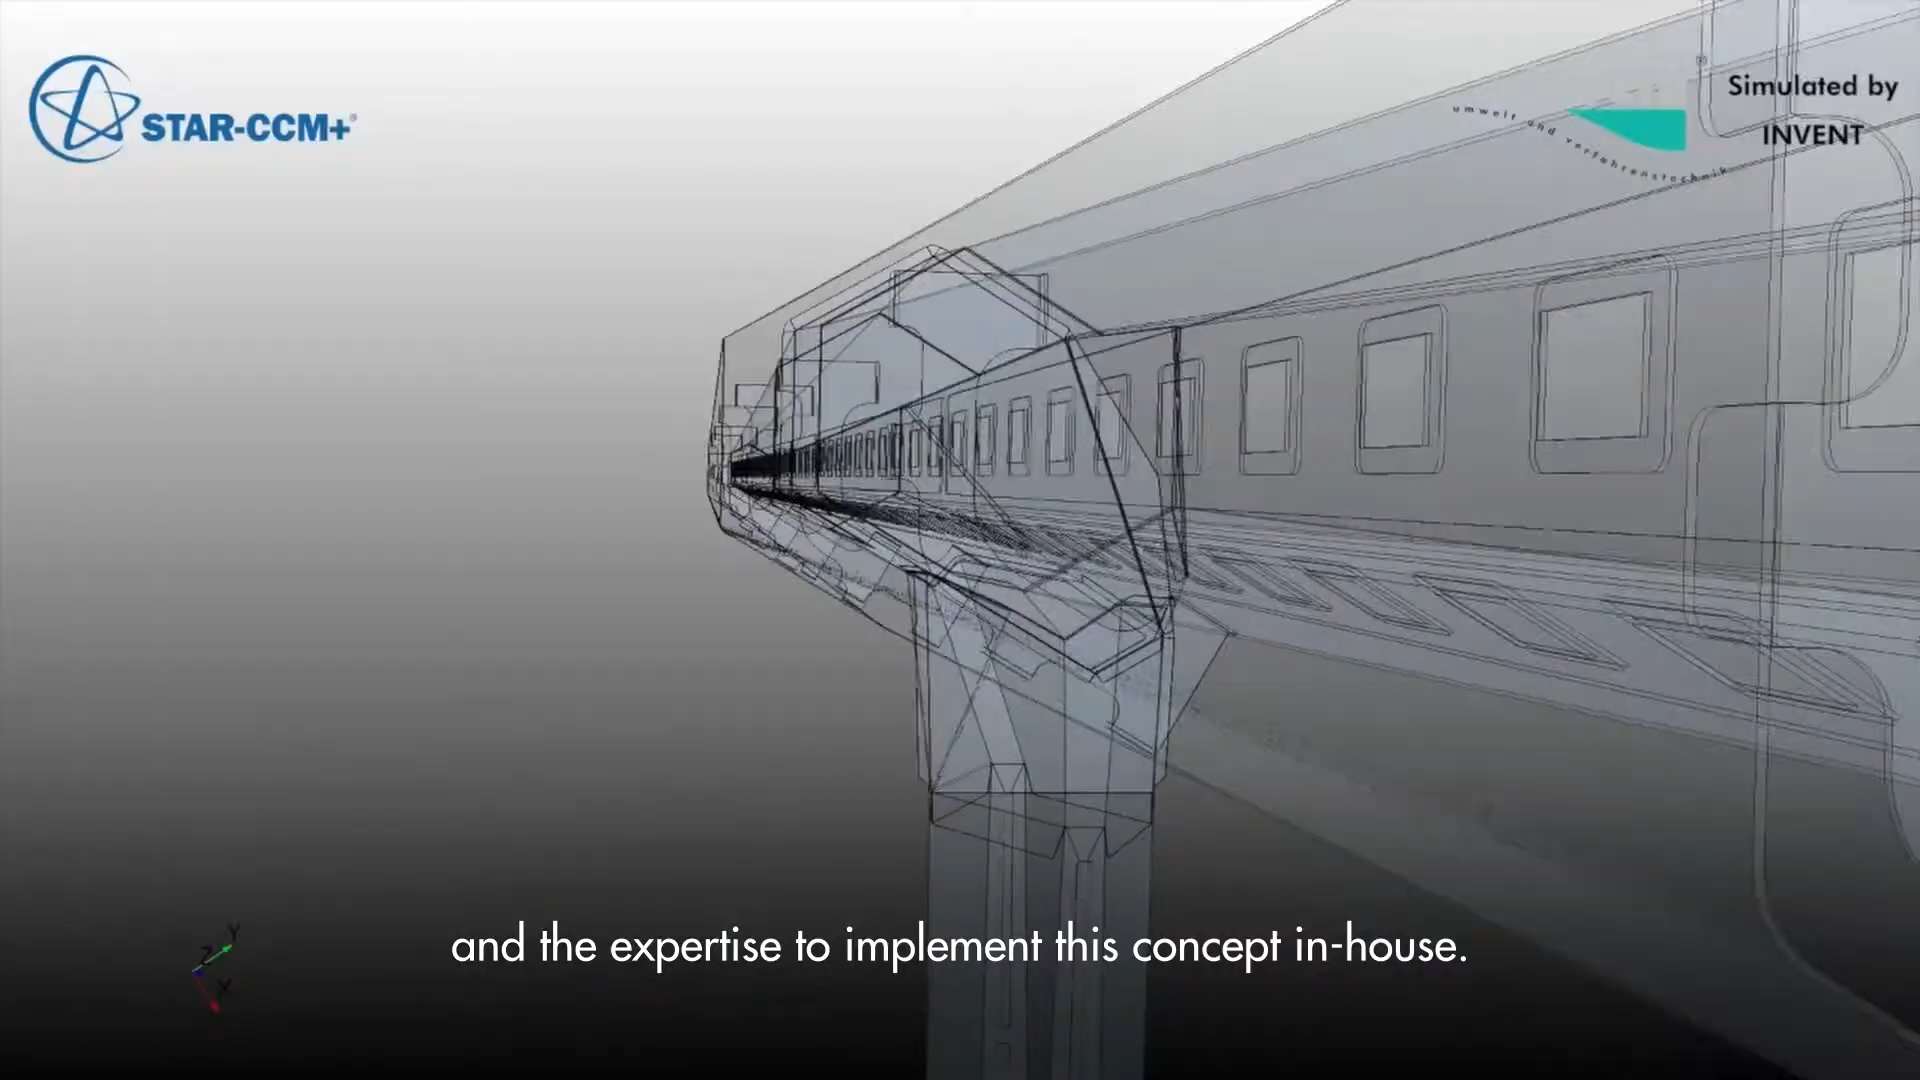 STAR-CCM+®
umwelt und verfahrenstechnik
Simulated by
INVENT
and the expertise to implement this concept in-house.
Y
Z
X